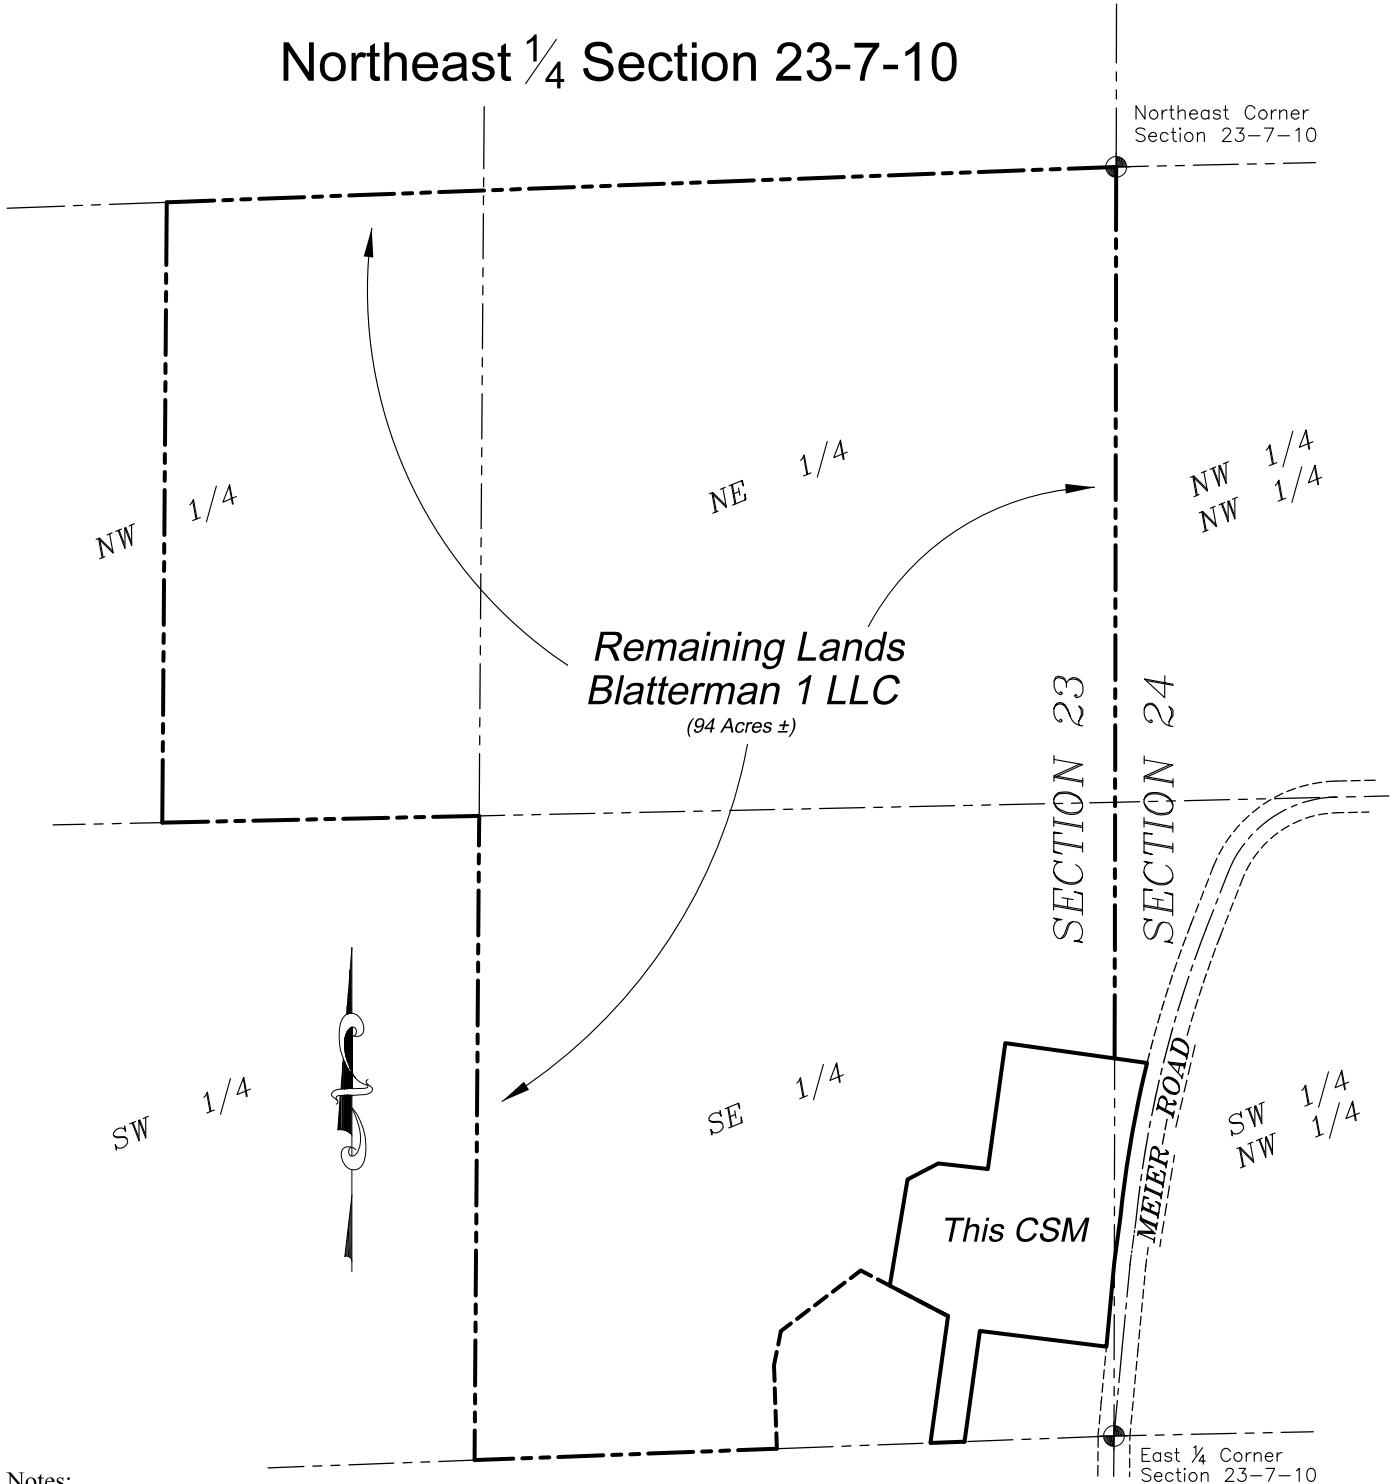 Northeast ¼ Section 23-7-10
Northeast Corner
Section 23-7-10
NW 1/4
NE 1/4
NW 1/4
NW 1/4
Remaining Lands
Blatterman 1 LLC
(94 Acres ±)
SECTION 23
SECTION 24
SW 1/4
SE 1/4
MEIER ROAD
SW 1/4
NW 1/4
This CSM
East ¼ Corner
Section 23-7-10
Notes: